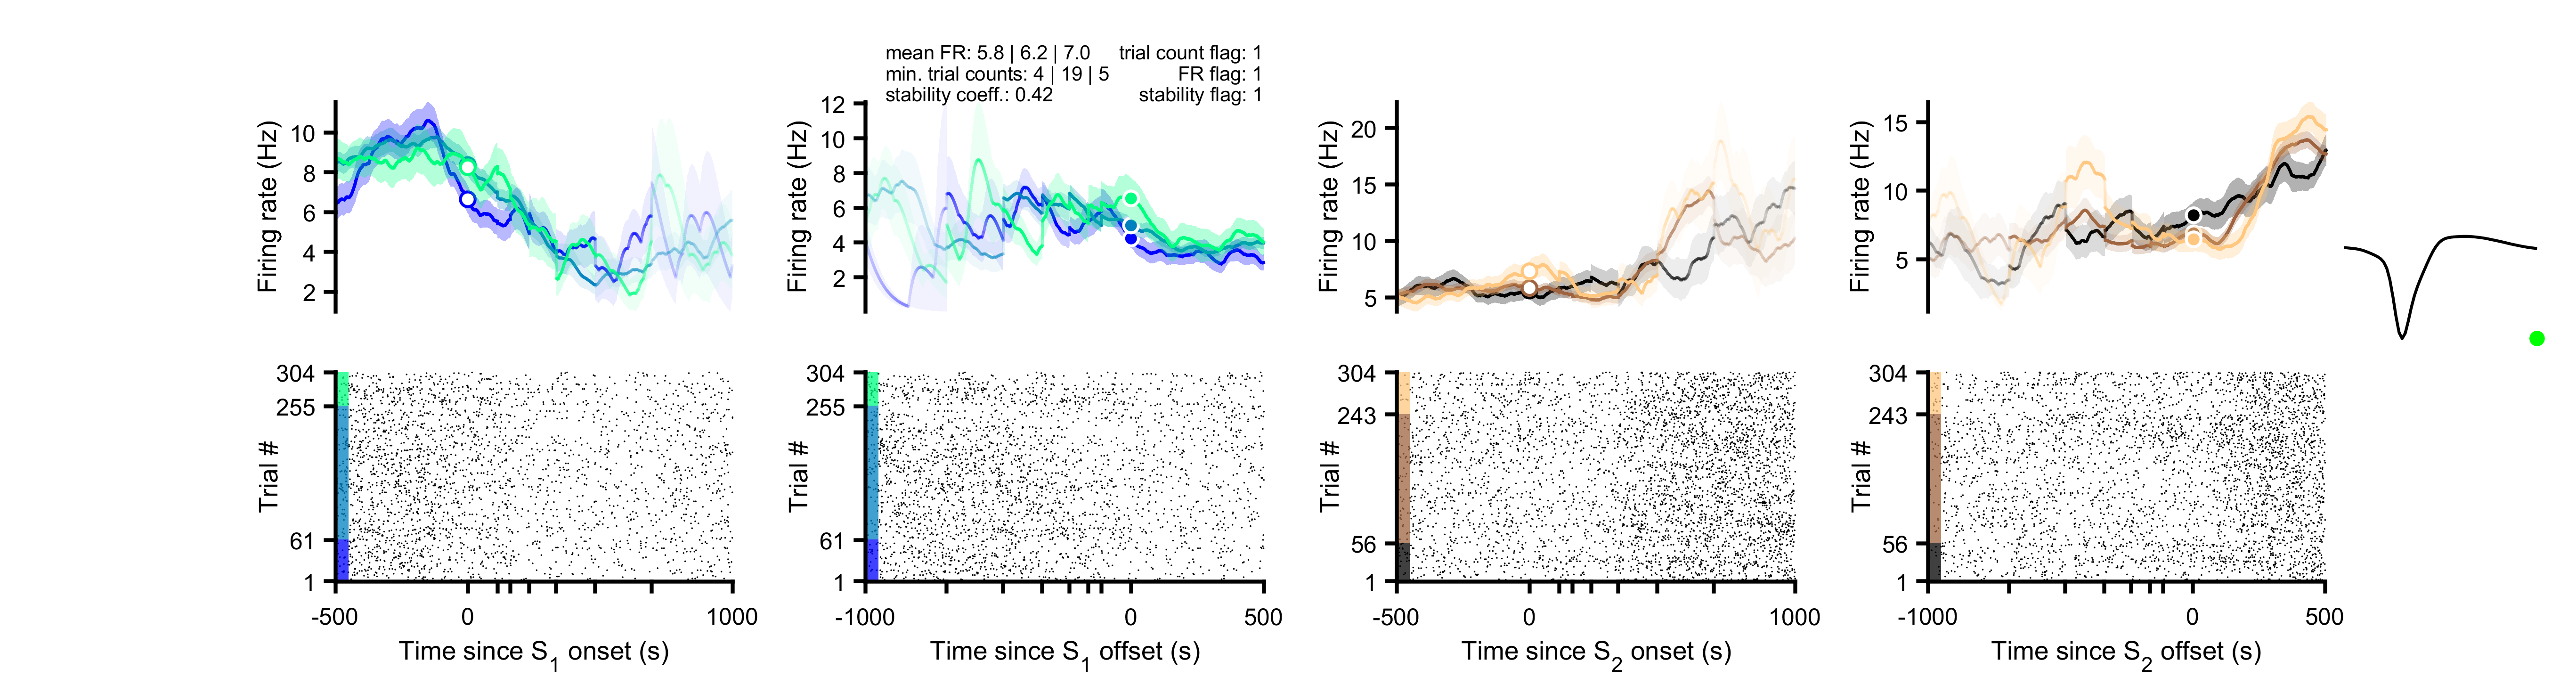 mean FR: 5.8 | 6.2 | 7.0 trial count flag: 1
min. trial counts: 4 | 19 | 5 FR flag: 1
stability coeff.: 0.42 stability flag: 1
Firing rate (Hz)
10
8
6
4
2
Firing rate (Hz)
12
10
8
6
4
2
Firing rate (Hz)
20
15
10
5
Firing rate (Hz)
15
10
5
Trial #
304
255
61
1
-500 0 1000
Time since S1 onset (s)
Trial #
304
255
61
1
-1000 0 500
Time since S1 offset (s)
Trial #
304
243
56
1
-500 0 1000
Time since S2 onset (s)
Trial #
304
243
56
1
-1000 0 500
Time since S2 offset (s)